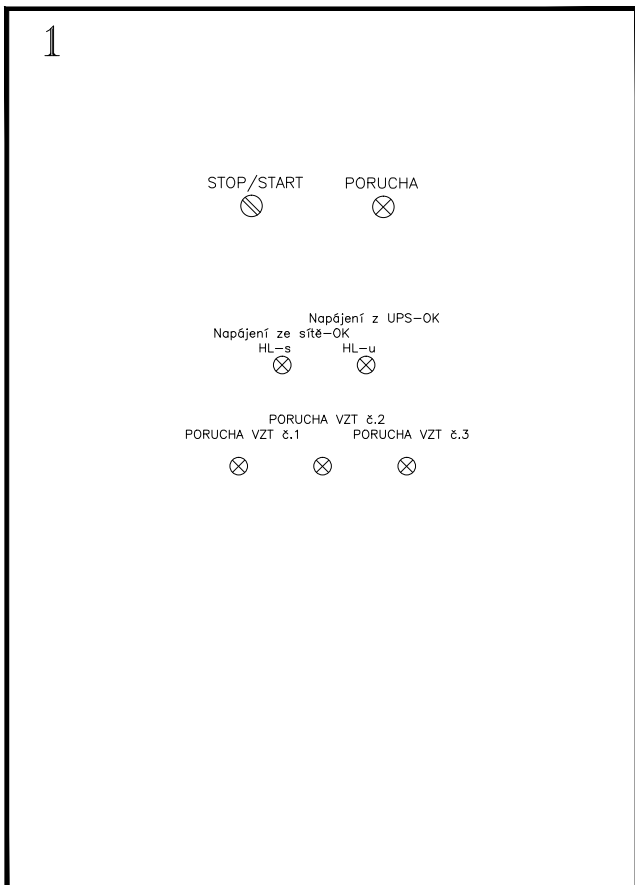 1
STOP/START PORUCHA
Napájení z UPS-OK
Napájení ze sítě-OK
HL-s HL-u
PORUCHA VZT č.2
PORUCHA VZT č.1 PORUCHA VZT č.3